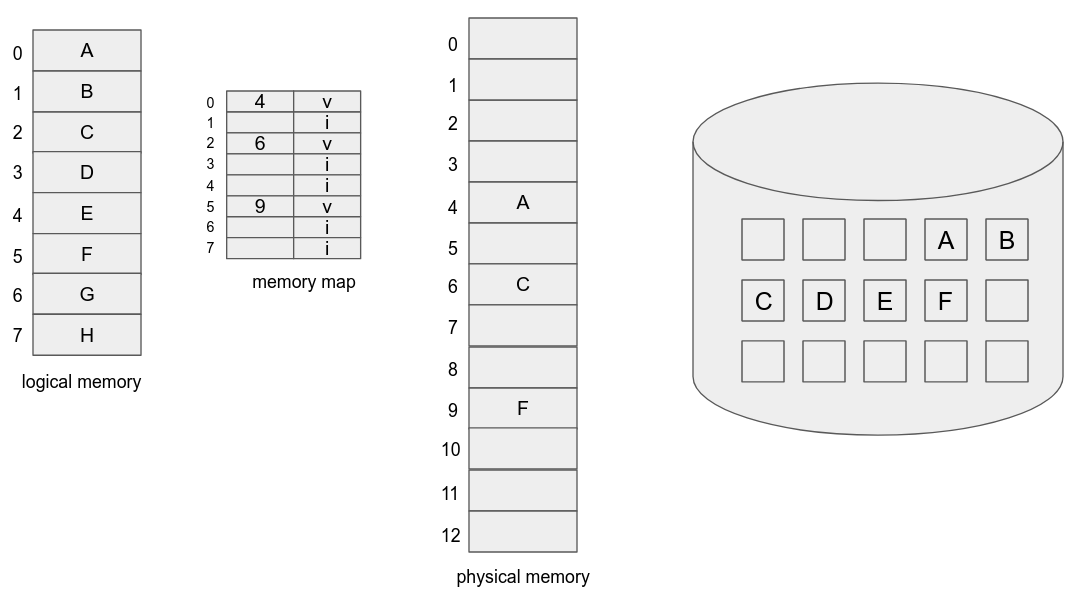 0 A
1 B
2 C
3 D
4 E
5 F
6 G
7 H
logical memory
0 4 v
1 i
2 6 v
3 i
4 i
5 9 v
6 i
7 i
memory map
0
1
2
3
4 A
5
6 C
7
8
9 F
10
11
12
physical memory
A B
C D E F